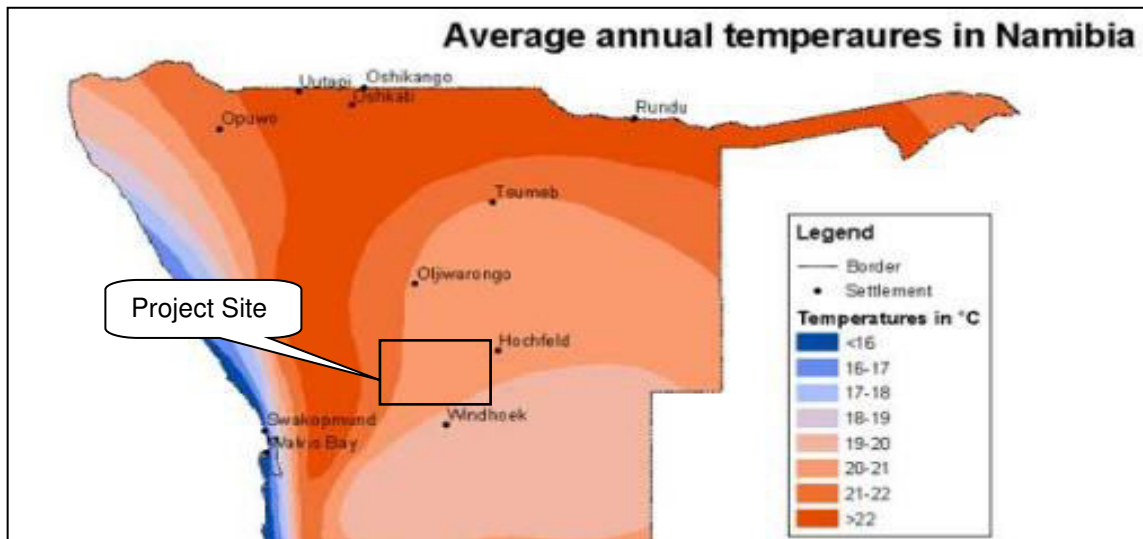 Average annual temperaures in Namibia
Uutapi Oshikango
Oshkati
Opuwo
Rundu
Tsumeb
Otjiwarongo
Project Site
Hochfeld
Windhoek
Swakopmund
Walvis Bay
Legend
Border
Settlement
Temperatures in °C
<16
16-17
17-18
18-19
19-20
20-21
21-22
>22